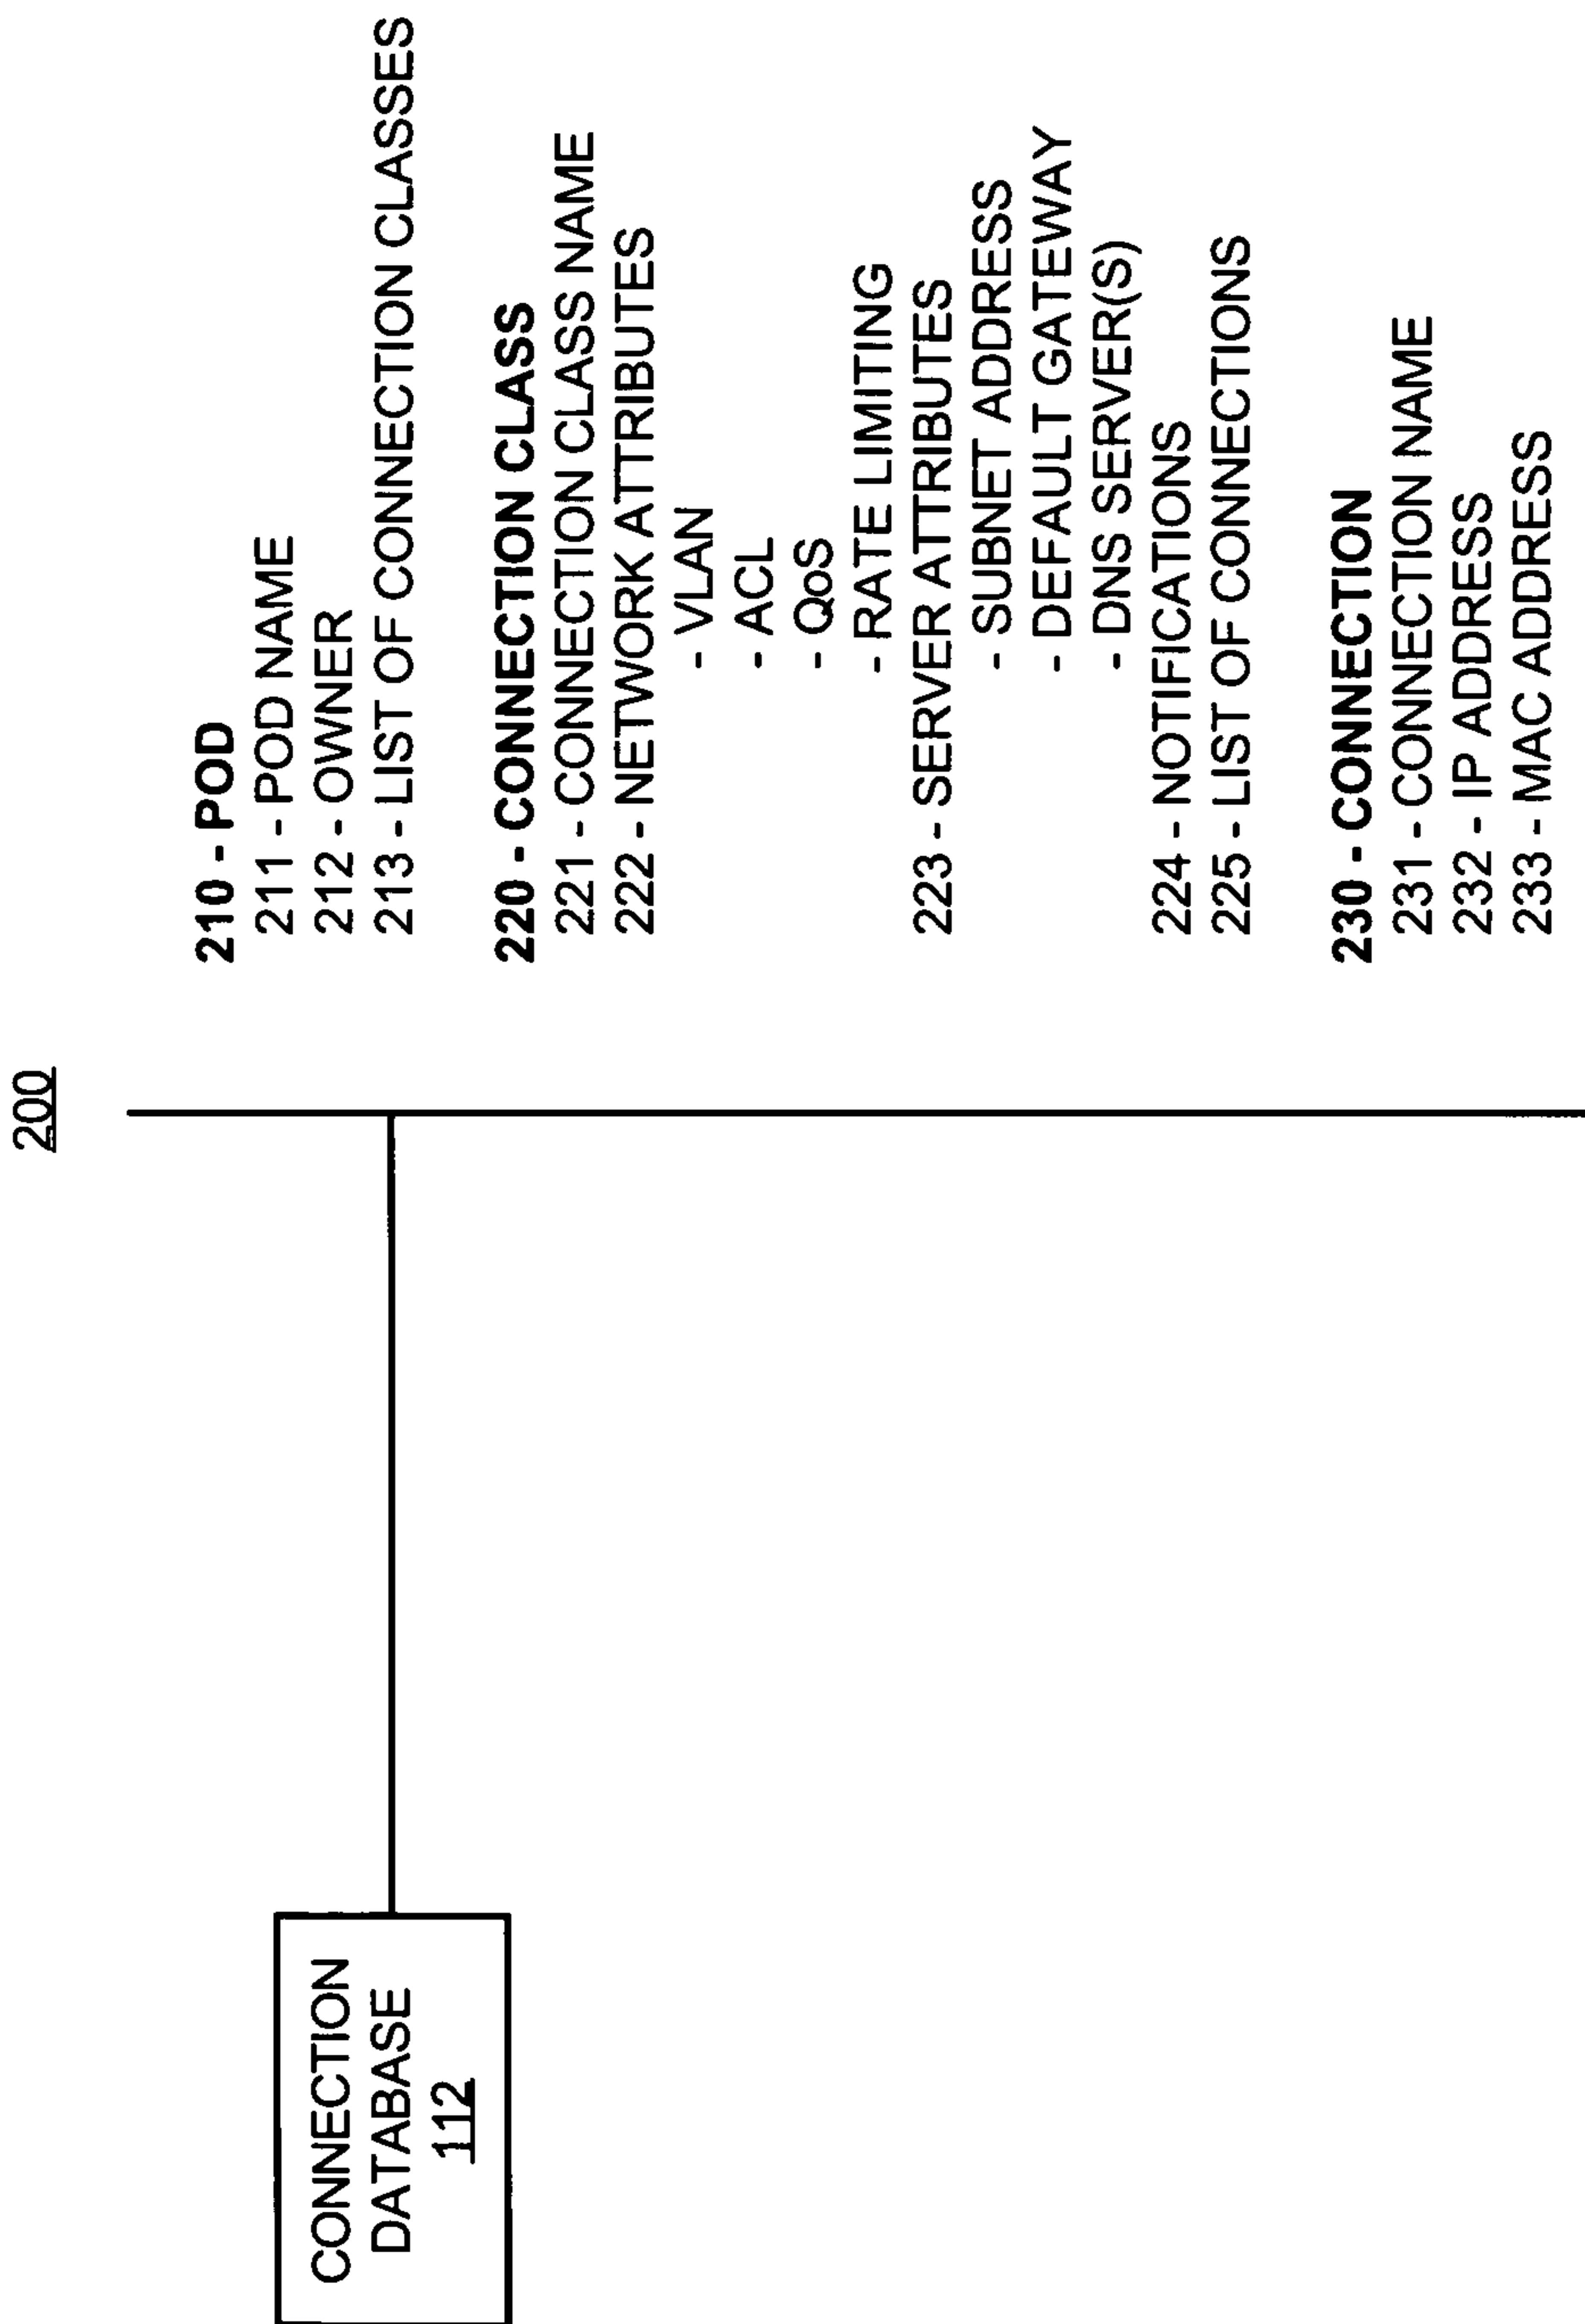 200
CONNECTION
DATABASE
112
210 - POD
211 - POD NAME
212 - OWNER
213 - LIST OF CONNECTION CLASSES
220 - CONNECTION CLASS
221 - CONNECTION CLASS NAME
222 - NETWORK ATTRIBUTES
- VLAN
- ACL
- QoS
- RATE LIMITING
223 - SERVER ATTRIBUTES
- SUBNET ADDRESS
- DEFAULT GATEWAY
- DNS SERVER(S)
224 - NOTIFICATIONS
225 - LIST OF CONNECTIONS
230 - CONNECTION
231 - CONNECTION NAME
232 - IP ADDRESS
233 - MAC ADDRESS